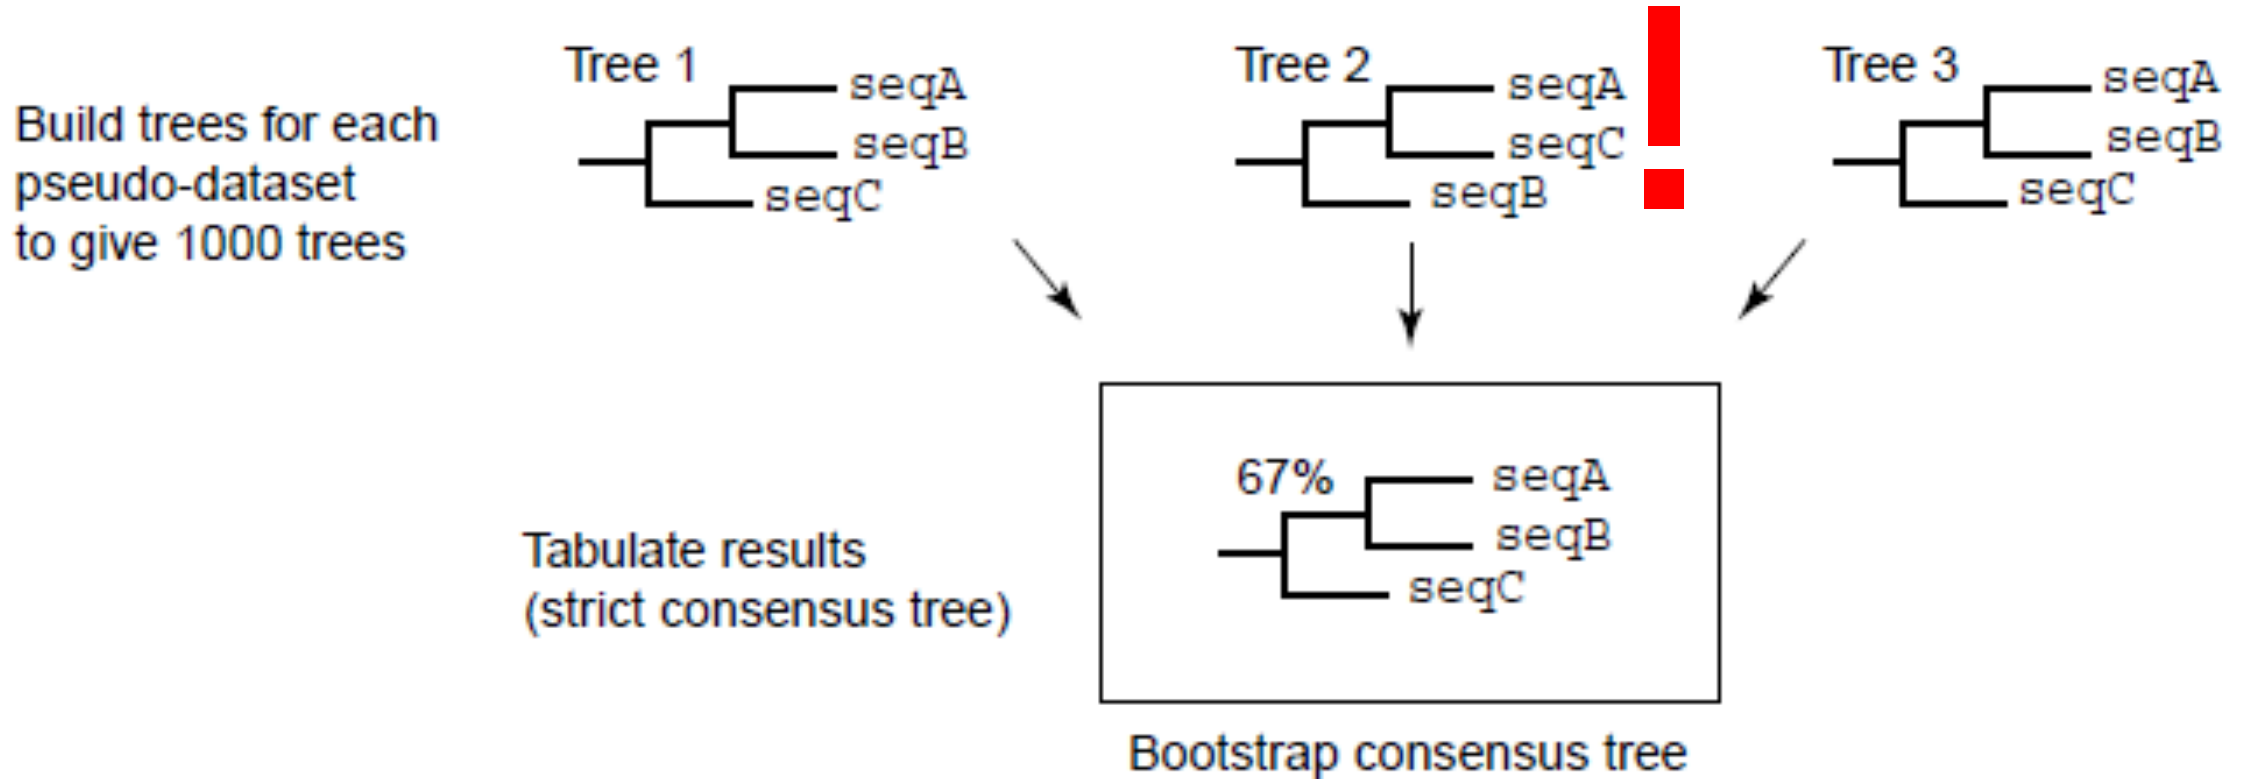 Build trees for each
pseudo-dataset
to give 1000 trees
Tree 1
seqA
seqB
seqC
Tree 2
seqA
seqC
seqB
!
Tree 3
seqA
seqB
seqC
Tabulate results
(strict consensus tree)
67%
seqA
seqB
seqC
Bootstrap consensus tree